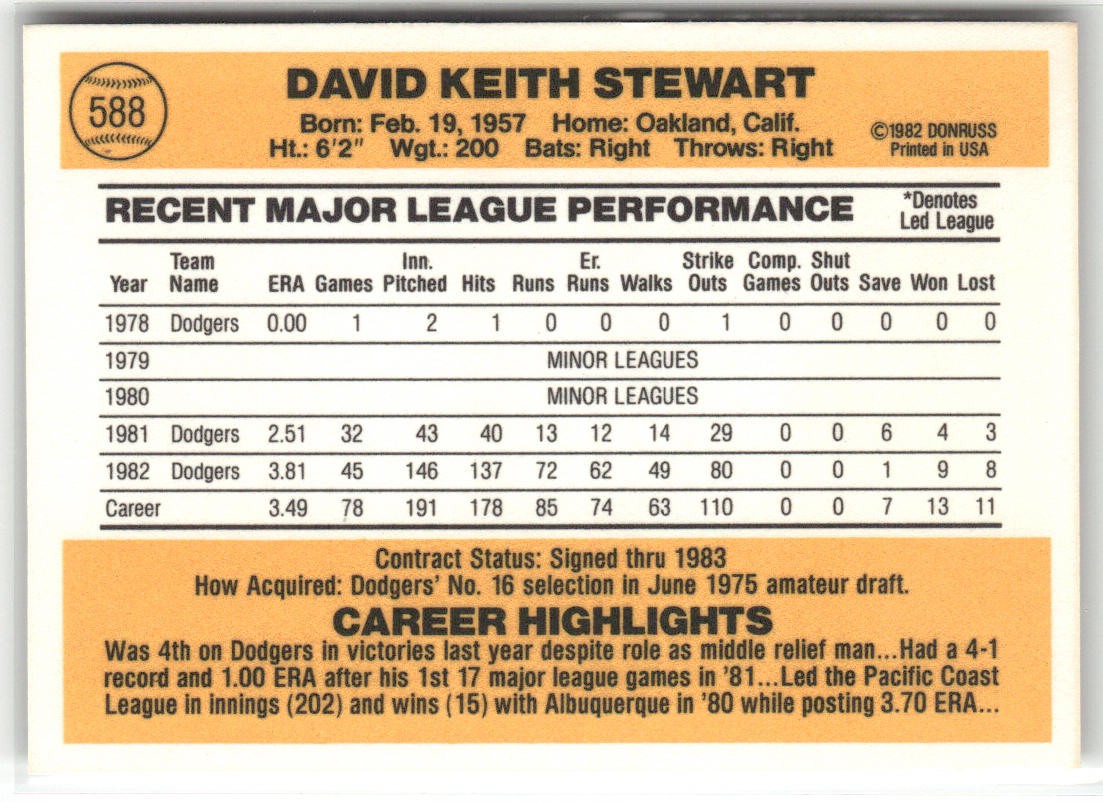 588
DAVID KEITH STEWART
Born: Feb. 19, 1957 Home: Oakland, Calif.
Ht.: 6'2" Wgt.: 200 Bats: Right Throws: Right
©1982 DONRUSS
Printed in USA
RECENT MAJOR LEAGUE PERFORMANCE
*Denotes
Led League
Team Inn. Er. Strike Comp. Shut
Year Name ERA Games Pitched Hits Runs Runs Walks Outs Games Outs Save Won Lost
1978 Dodgers 0.00 1 2 1 0 0 0 1 0 0 0 0 0
1979 MINOR LEAGUES
1980 MINOR LEAGUES
1981 Dodgers 2.51 32 43 40 13 12 14 29 0 0 6 4 3
1982 Dodgers 3.81 45 146 137 72 62 49 80 0 0 1 9 8
Career 3.49 78 191 178 85 74 63 110 0 0 7 13 11
Contract Status: Signed thru 1983
How Acquired: Dodgers' No. 16 selection in June 1975 amateur draft.
CAREER HIGHLIGHTS
Was 4th on Dodgers in victories last year despite role as middle relief man...Had a 4-1
record and 1.00 ERA after his 1st 17 major league games in '81...Led the Pacific Coast
League in innings (202) and wins (15) with Albuquerque in '80 while posting 3.70 ERA...